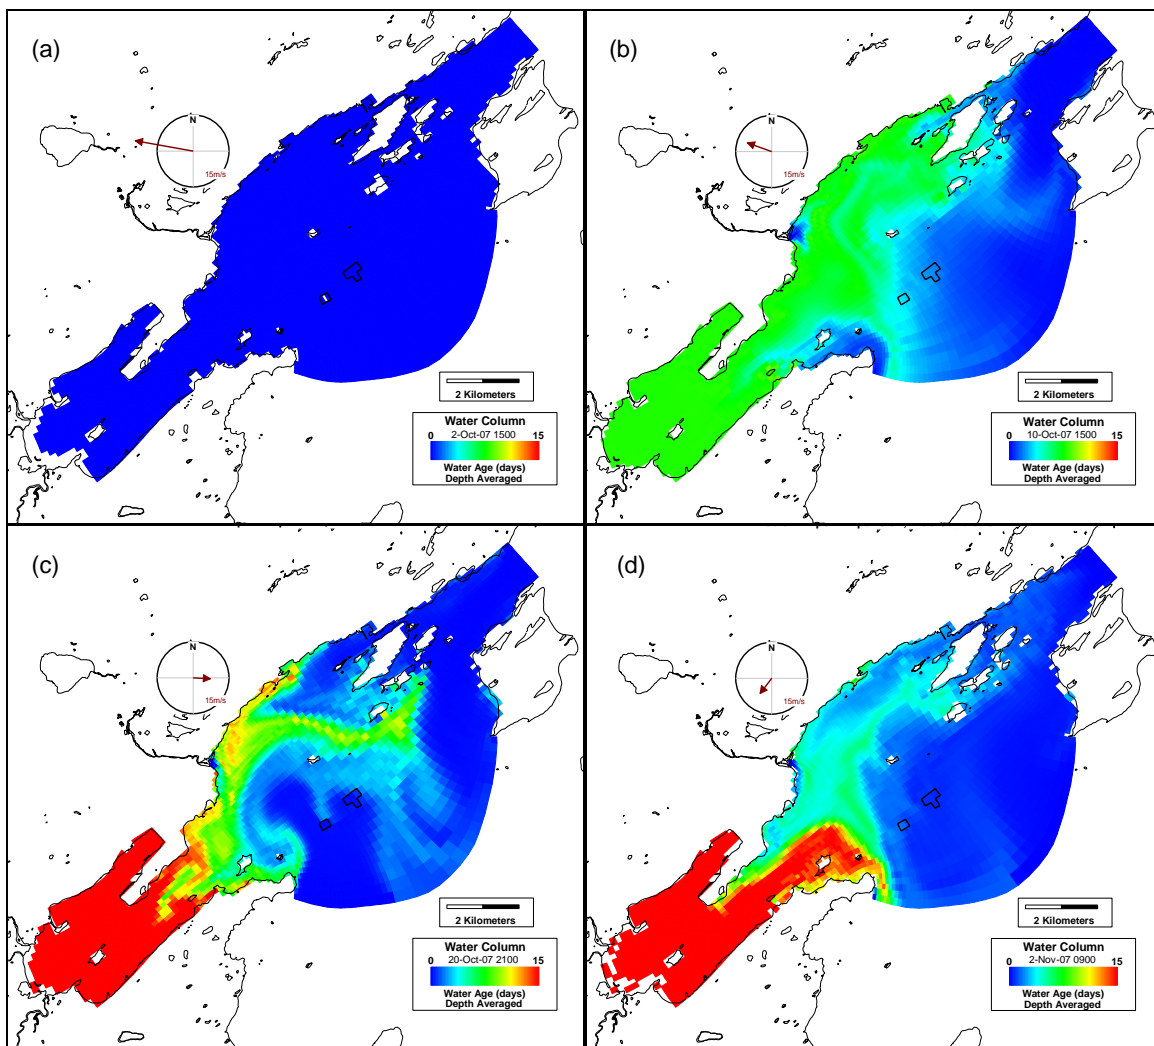 (a)
N
15m/s
2 Kilometers
Water Column
0 2-Oct-07 1500 15
Water Age (days)
Depth Averaged
(b)
N
15m/s
2 Kilometers
Water Column
0 10-Oct-07 1500 15
Water Age (days)
Depth Averaged
(c)
N
15m/s
2 Kilometers
Water Column
0 20-Oct-07 2100 15
Water Age (days)
Depth Averaged
(d)
N
15m/s
2 Kilometers
Water Column
0 2-Nov-07 0900 15
Water Age (days)
Depth Averaged